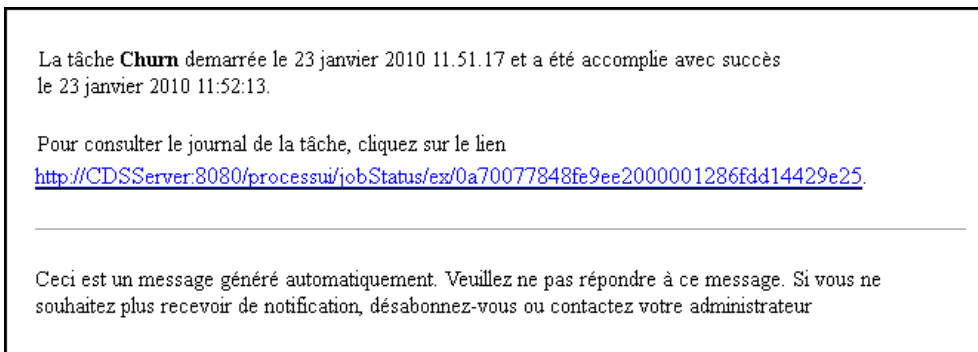 La tâche Churn demarrée le 23 janvier 2010 11.51.17 et a été accomplie avec succès
le 23 janvier 2010 11:52:13.
Pour consulter le journal de la tâche, cliquez sur le lien
http://CDSServer:8080/processui/jobStatus/ex/0a70077848fe9ee2000001286fdd14429e25.
Ceci est un message généré automatiquement. Veuillez ne pas répondre à ce message. Si vous ne
souhaitez plus recevoir de notification, désabonnez-vous ou contactez votre administrateur